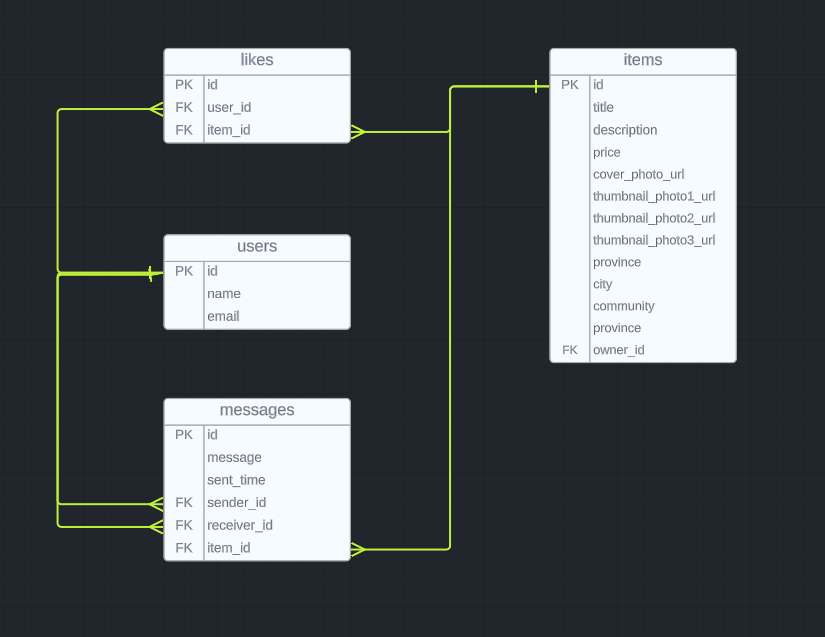 likes
PK id
FK user_id
FK item_id
users
PK id
name
email
messages
PK id
message
sent_time
FK sender_id
FK receiver_id
FK item_id
items
PK id
title
description
price
cover_photo_url
thumbnail_photo1_url
thumbnail_photo2_url
thumbnail_photo3_url
province
city
community
province
FK owner_id